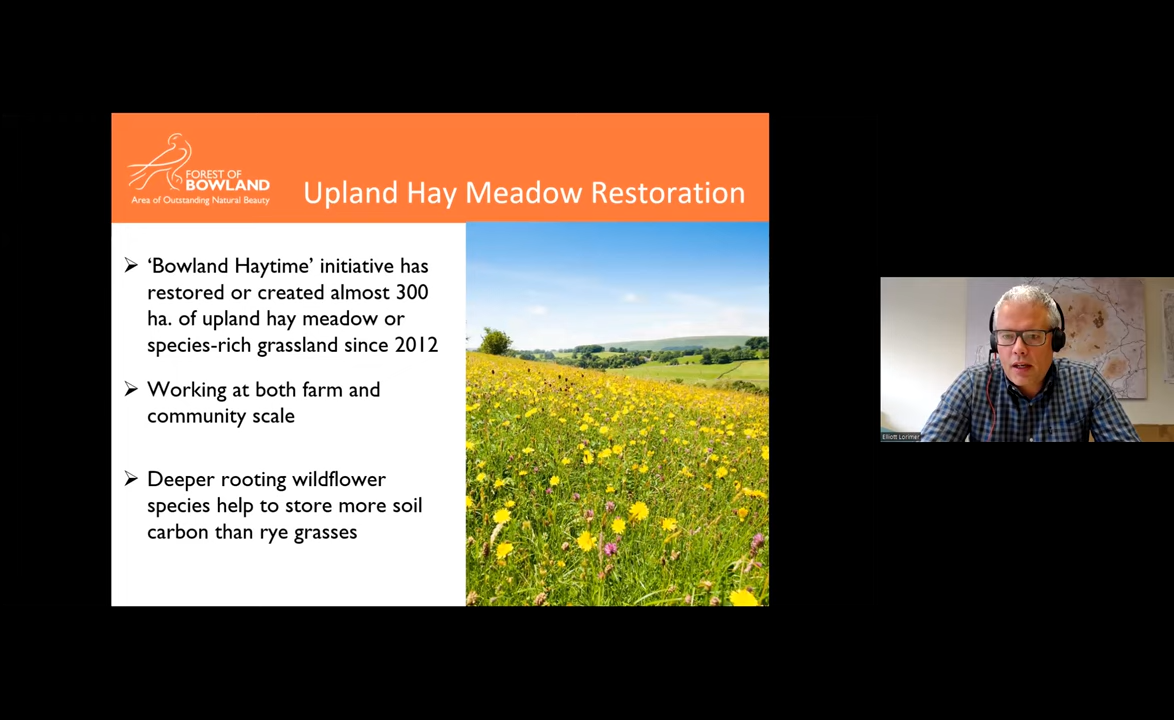 FOREST OF
BOWLAND
Area of Outstanding Natural Beauty
Upland Hay Meadow Restoration
‘Bowland Haytime’ initiative has
restored or created almost 300
ha. of upland hay meadow or
species-rich grassland since 2012
Working at both farm and
community scale
Deeper rooting wildflower
species help to store more soil
carbon than rye grasses
Elliott Lorimer